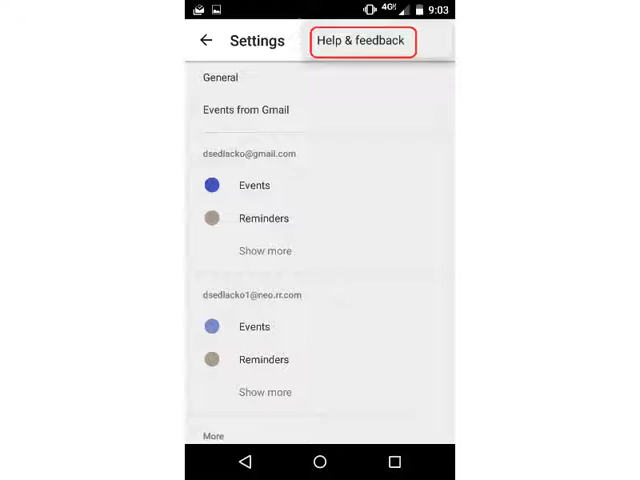 4G 9:03
Settings
Help & feedback
General
Events from Gmail
dsedlacko@gmail.com
Events
Reminders
Show more
dsedlacko1@neo.rr.com
Events
Reminders
Show more
More